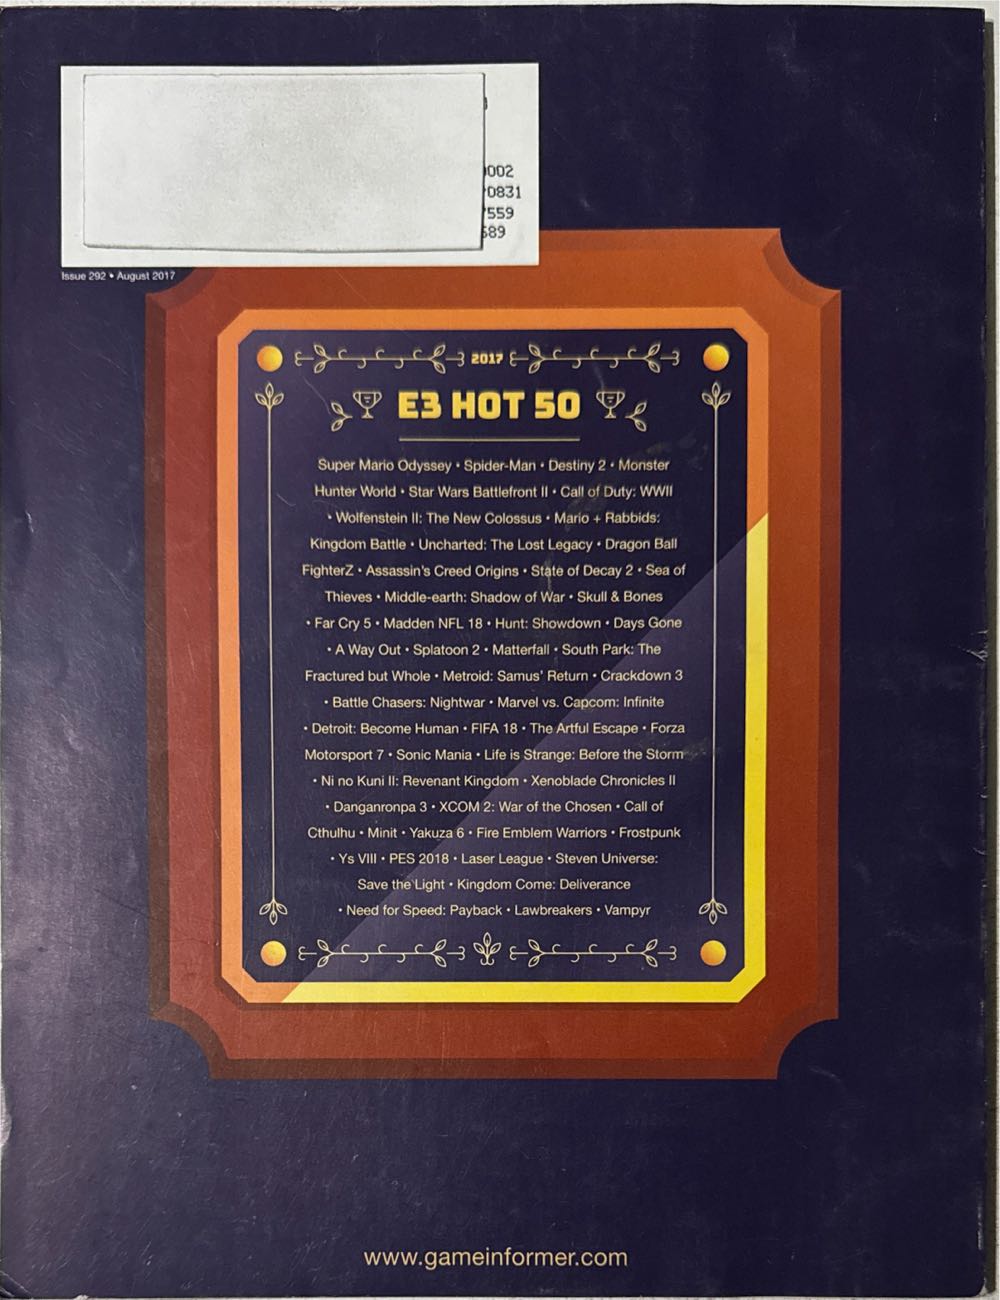 0002
0831
559
689
Issue 292 • August 2017
2017
E3 HOT 50
Super Mario Odyssey • Spider-Man • Destiny 2 • Monster
Hunter World • Star Wars Battlefront II • Call of Duty: WWII
• Wolfenstein II: The New Colossus • Mario + Rabbids:
Kingdom Battle • Uncharted: The Lost Legacy • Dragon Ball
FighterZ • Assassin's Creed Origins • State of Decay 2 • Sea of
Thieves • Middle-earth: Shadow of War • Skull & Bones
• Far Cry 5 • Madden NFL 18 • Hunt: Showdown • Days Gone
• A Way Out • Splatoon 2 • Matterfall • South Park: The
Fractured but Whole • Metroid: Samus' Return • Crackdown 3
• Battle Chasers: Nightwar • Marvel vs. Capcom: Infinite
• Detroit: Become Human • FIFA 18 • The Artful Escape • Forza
Motorsport 7 • Sonic Mania • Life is Strange: Before the Storm
• Ni no Kuni II: Revenant Kingdom • Xenoblade Chronicles II
• Danganronpa 3 • XCOM 2: War of the Chosen • Call of
Cthulhu • Minit • Yakuza 6 • Fire Emblem Warriors • Frostpunk
• Ys VIII • PES 2018 • Laser League • Steven Universe:
Save the Light • Kingdom Come: Deliverance
• Need for Speed: Payback • Lawbreakers • Vampyr
www.gameinformer.com